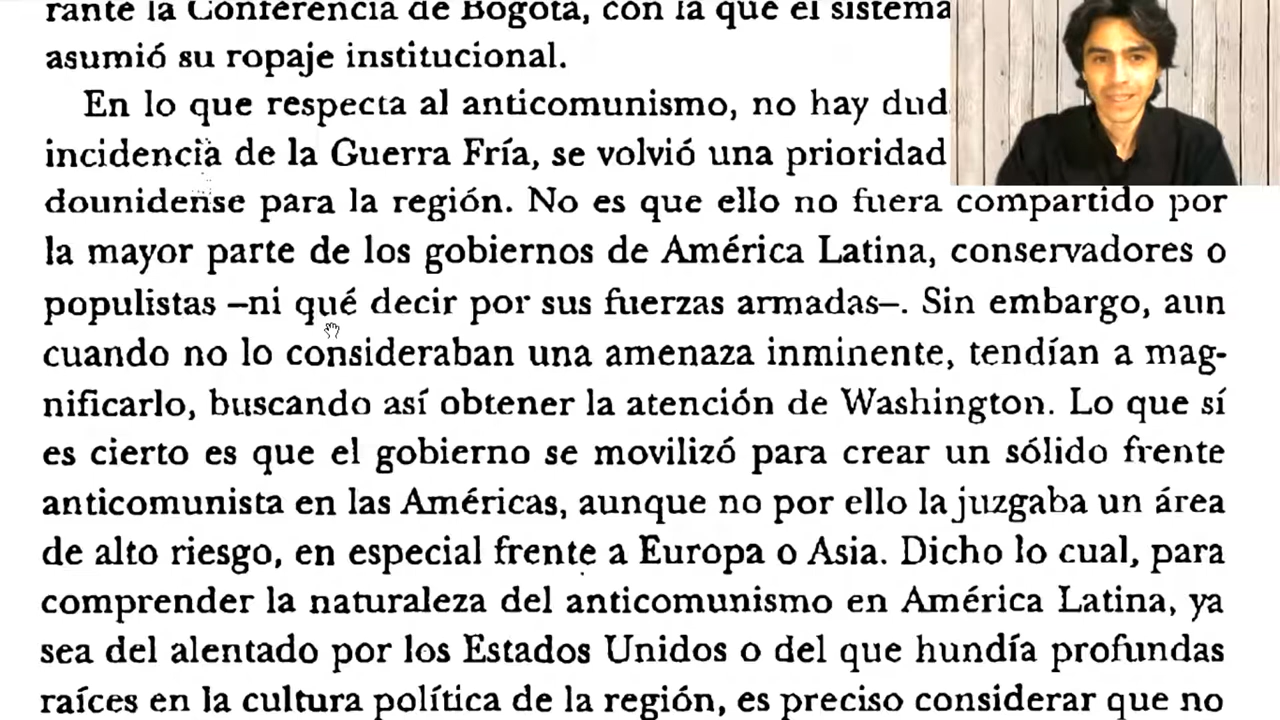 rante la Conferencia de Bogotá, con la que el sistema
asumió su ropaje institucional.
En lo que respecta al anticomunismo, no hay dud
incidencia de la Guerra Fría, se volvió una prioridad
dounidense para la región. No es que ello no fuera compartido por
la mayor parte de los gobiernos de América Latina, conservadores o
populistas –ni qué decir por sus fuerzas armadas–. Sin embargo, aun
cuando no lo consideraban una amenaza inminente, tendían a mag-
nificarlo, buscando así obtener la atención de Washington. Lo que sí
es cierto es que el gobierno se movilizó para crear un sólido frente
anticomunista en las Américas, aunque no por ello la juzgaba un área
de alto riesgo, en especial frente a Europa o Asia. Dicho lo cual, para
comprender la naturaleza del anticomunismo en América Latina, ya
sea del alentado por los Estados Unidos o del que hundía profundas
raíces en la cultura política de la región, es preciso considerar que no